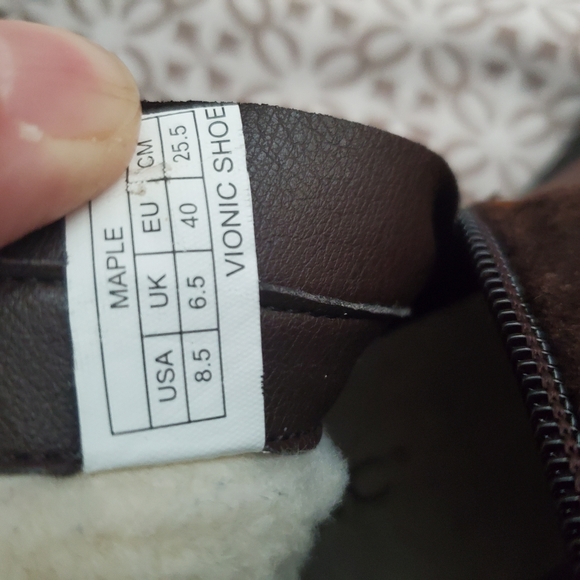 MAPLE
USA UK EU CM
8.5 6.5 40 25.5
VIONIC SHOE